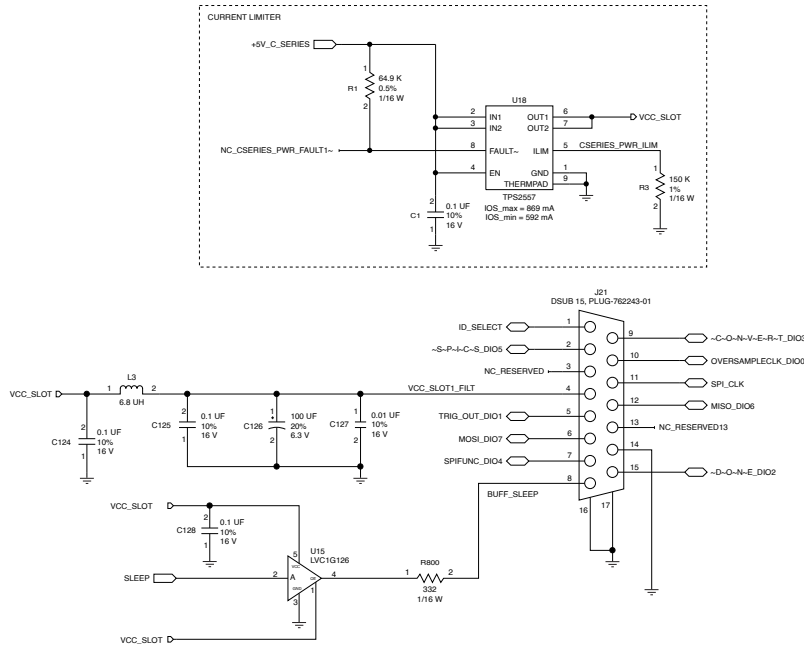 CURRENT LIMITER
+5V_C_SERIES
1
64.9 K
R1
0.5%
1/16 W
2
U18
2 IN1 OUT1 6
VCC_SLOT
3 IN2 OUT2 7
NC_CSERIES_PWR_FAULT1~
8 FAULT~ ILIM 5
CSERIES_PWR_ILIM
4 EN GND 1
THERMPAD 9
TPS2557
IOS_max = 869 mA
IOS_min = 592 mA
1
150 K
R3
1%
1/16 W
2
2
0.1 UF
C1
10%
16 V
1
J21
DSUB 15, PLUG-762243-01
ID_SELECT 1
9 ~C~O~N~V~E~R~T_DIO3
~S~P~I~C~S_DIO5 2
10 OVERSAMPLECLK_DIO0
NC_RESERVED 3
11 SPI_CLK
VCC_SLOT1_FILT 4
12 MISO_DIO6
TRIG_OUT_DIO1 5
13 NC_RESERVED13
MOSI_DIO7 6
14
SPIFUNC_DIO4 7
15 ~D~O~N~E_DIO2
BUFF_SLEEP 8
16 17
L3
VCC_SLOT 1 2
6.8 UH
2
0.1 UF
C124
10%
16 V
1
2
0.1 UF
C125
10%
16 V
1
1
+
100 UF
C126
20%
6.3 V
2
1
0.01 UF
C127
10%
16 V
2
VCC_SLOT
2
0.1 UF
C128
10%
16 V
1
U15
LVC1G126
5
VCC
SLEEP 2 A OE 4
GND
1
3
VCC_SLOT
R800
1 2
332
1/16 W